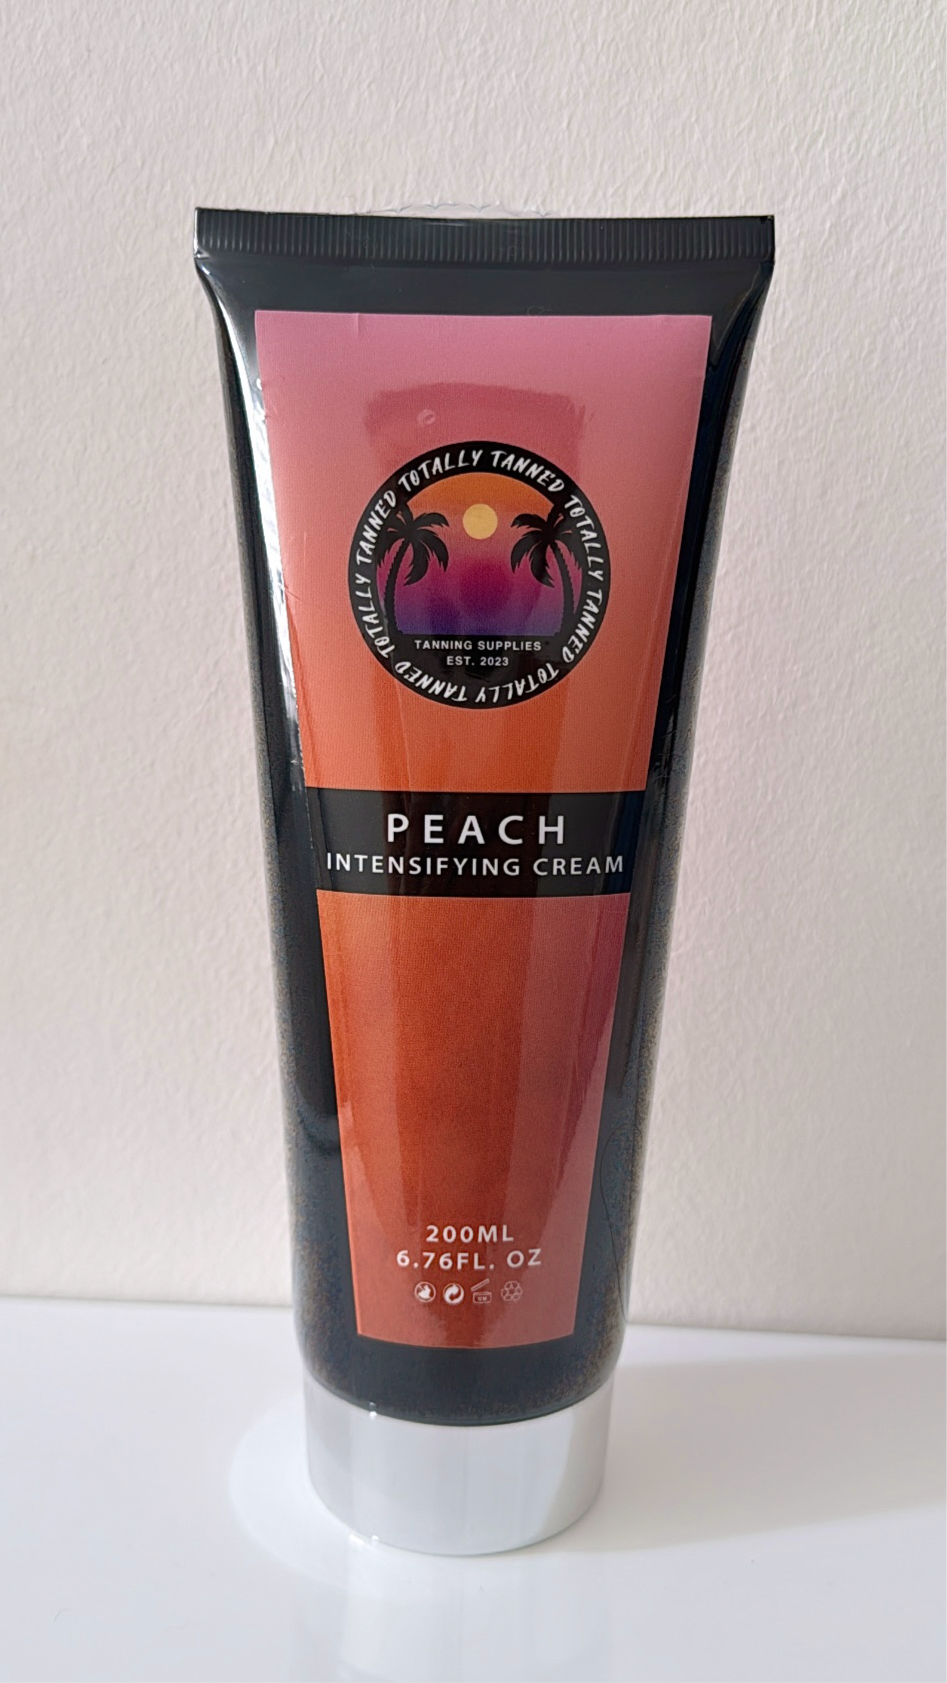 TOTALLY TANNED TOTALLY TANNED TOTALLY TANNED TOTALLY TANNED
TANNING SUPPLIES
EST. 2023
PEACH
INTENSIFYING CREAM
200ML
6.76FL. OZ